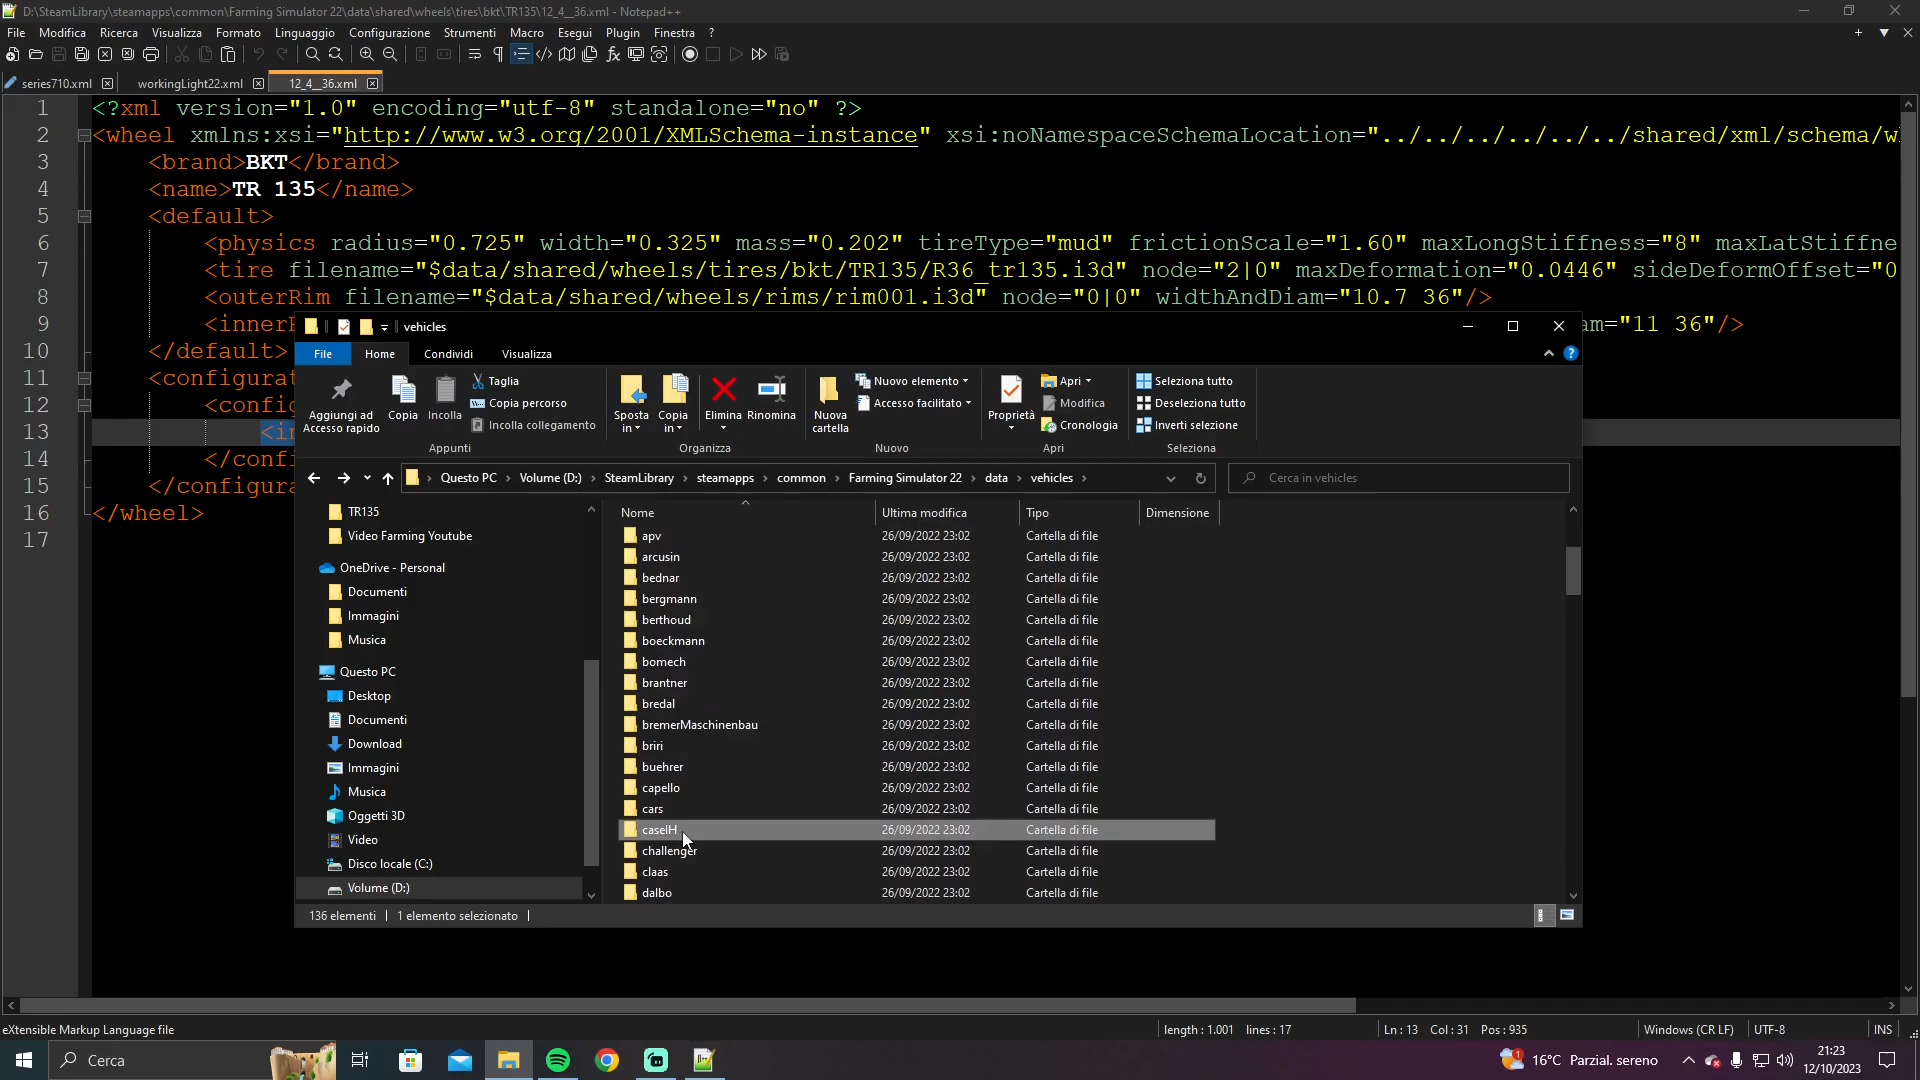 D:\SteamLibrary\steamapps\common\Farming Simulator 22\data\shared\wheels\tires\bkt\TR135\12_4__36.xml - Notepad++
File Modifica Ricerca Visualizza Formato Linguaggio Configurazione Strumenti Macro Esegui Plugin Finestra ?
series710.xml workingLight22.xml 12_4__36.xml
1 <?xml version="1.0" encoding="utf-8" standalone="no" ?>
2 <wheel xmlns:xsi="http://www.w3.org/2001/XMLSchema-instance" xsi:noNamespaceSchemaLocation="../../../../../../shared/xml/schema/w
3 <brand>BKT</brand>
4 <name>TR 135</name>
5 <default>
6 <physics radius="0.725" width="0.325" mass="0.202" tireType="mud" frictionScale="1.60" maxLongStiffness="8" maxLatStiffne
7 <tire filename="$data/shared/wheels/tires/bkt/TR135/R36_tr135.i3d" node="2|0" maxDeformation="0.0446" sideDeformOffset="0
8 <outerRim filename="$data/shared/wheels/rims/rim001.i3d" node="0|0" widthAndDiam="10.7 36"/>
9 <inner am="11 36"/>
10 </default>
11 <configurat
12 <config
13 <in
14 </confi
15 </configura
16 </wheel>
17
vehicles
File Home Condividi Visualizza
Aggiungi ad Accesso rapido
Copia
Incolla
Taglia
Copia percorso
Incolla collegamento
Appunti
Sposta in
Copia in
Elimina
Rinomina
Organizza
Nuova cartella
Nuovo elemento
Accesso facilitato
Nuovo
Proprietà
Apri
Modifica
Cronologia
Apri
Seleziona tutto
Deseleziona tutto
Inverti selezione
Seleziona
Questo PC › Volume (D:) › SteamLibrary › steamapps › common › Farming Simulator 22 › data › vehicles ›
Cerca in vehicles
TR135
Video Farming Youtube
OneDrive - Personal
Documenti
Immagini
Musica
Questo PC
Desktop
Documenti
Download
Immagini
Musica
Oggetti 3D
Video
Disco locale (C:)
Volume (D:)
Nome Ultima modifica Tipo Dimensione
apv 26/09/2022 23:02 Cartella di file
arcusin 26/09/2022 23:02 Cartella di file
bednar 26/09/2022 23:02 Cartella di file
bergmann 26/09/2022 23:02 Cartella di file
berthoud 26/09/2022 23:02 Cartella di file
boeckmann 26/09/2022 23:02 Cartella di file
bomech 26/09/2022 23:02 Cartella di file
brantner 26/09/2022 23:02 Cartella di file
bredal 26/09/2022 23:02 Cartella di file
bremerMaschinenbau 26/09/2022 23:02 Cartella di file
briri 26/09/2022 23:02 Cartella di file
buehrer 26/09/2022 23:02 Cartella di file
capello 26/09/2022 23:02 Cartella di file
cars 26/09/2022 23:02 Cartella di file
caseIH 26/09/2022 23:02 Cartella di file
challenger 26/09/2022 23:02 Cartella di file
claas 26/09/2022 23:02 Cartella di file
dalbo 26/09/2022 23:02 Cartella di file
136 elementi 1 elemento selezionato
eXtensible Markup Language file length : 1.001 lines : 17 Ln : 13 Col : 31 Pos : 935 Windows (CR LF) UTF-8 INS
Cerca 16°C Parzial. sereno 21:23
12/10/2023